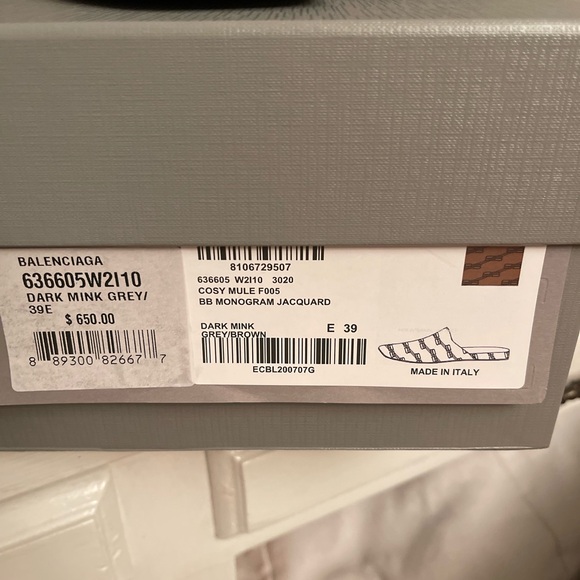 BALENCIAGA
636605W2I10
DARK MINK GREY/
39E
$ 650.00
8 89300 82667 7
8106729507
636605 W2I10 3020
COSY MULE F005
BB MONOGRAM JACQUARD
DARK MINK
GREY/BROWN
E 39
ECBL200707G
MADE IN ITALY